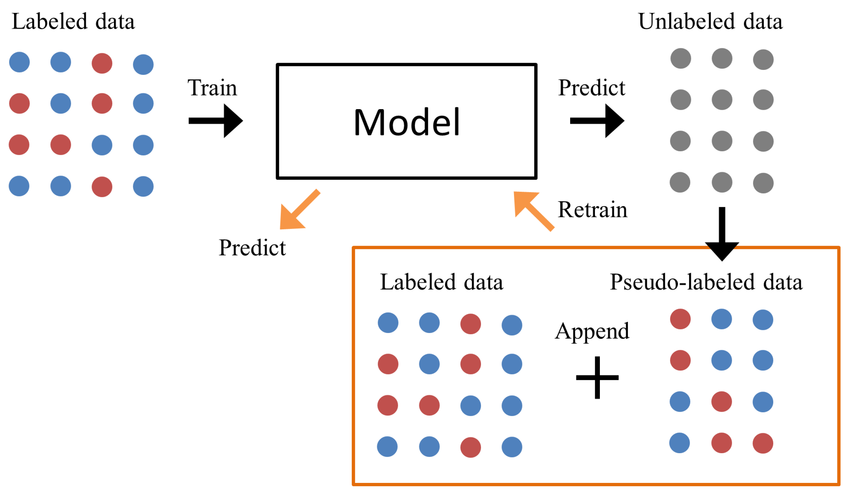 Labeled data
Unlabeled data
Train
Model
Predict
Predict
Retrain
Labeled data
Pseudo-labeled data
Append